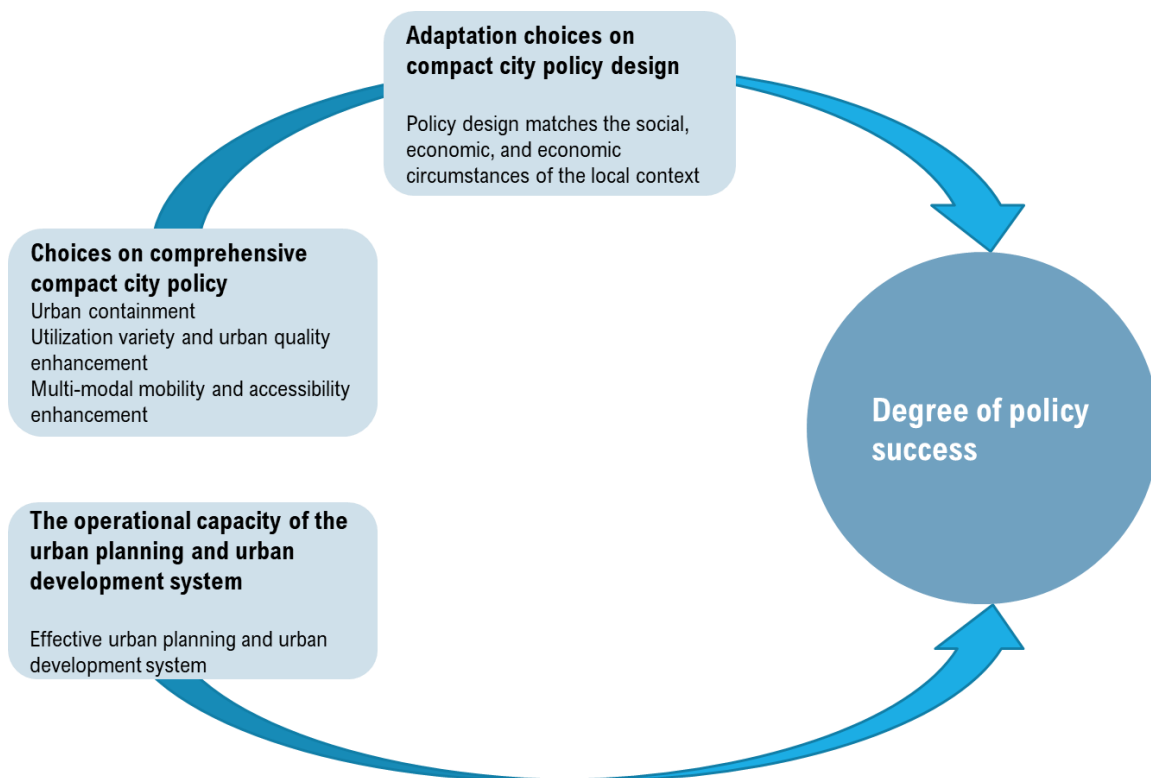 Adaptation choices on
compact city policy design
Policy design matches the social,
economic, and economic
circumstances of the local context
Choices on comprehensive
compact city policy
Urban containment
Utilization variety and urban quality
enhancement
Multi-modal mobility and accessibility
enhancement
The operational capacity of the
urban planning and urban
development system
Effective urban planning and urban
development system
Degree of policy
success